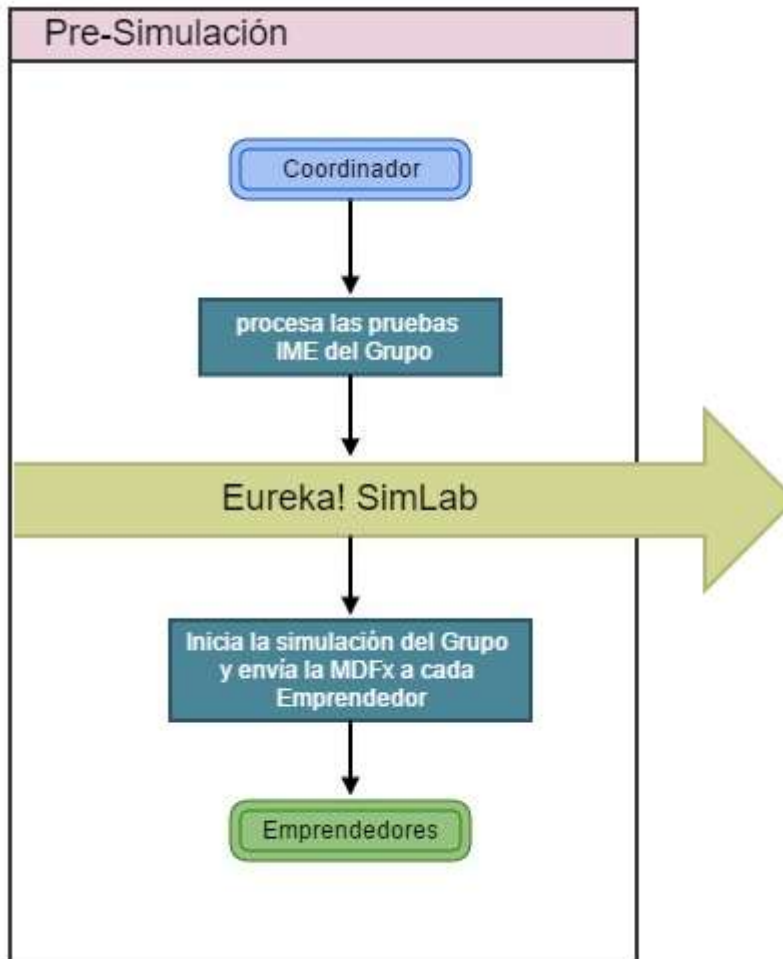 Pre-Simulación
Coordinador
procesa las pruebas
IME del Grupo
Eureka! SimLab
Inicia la simulación del Grupo
y envía la MDFx a cada
Emprendedor
Emprendedores